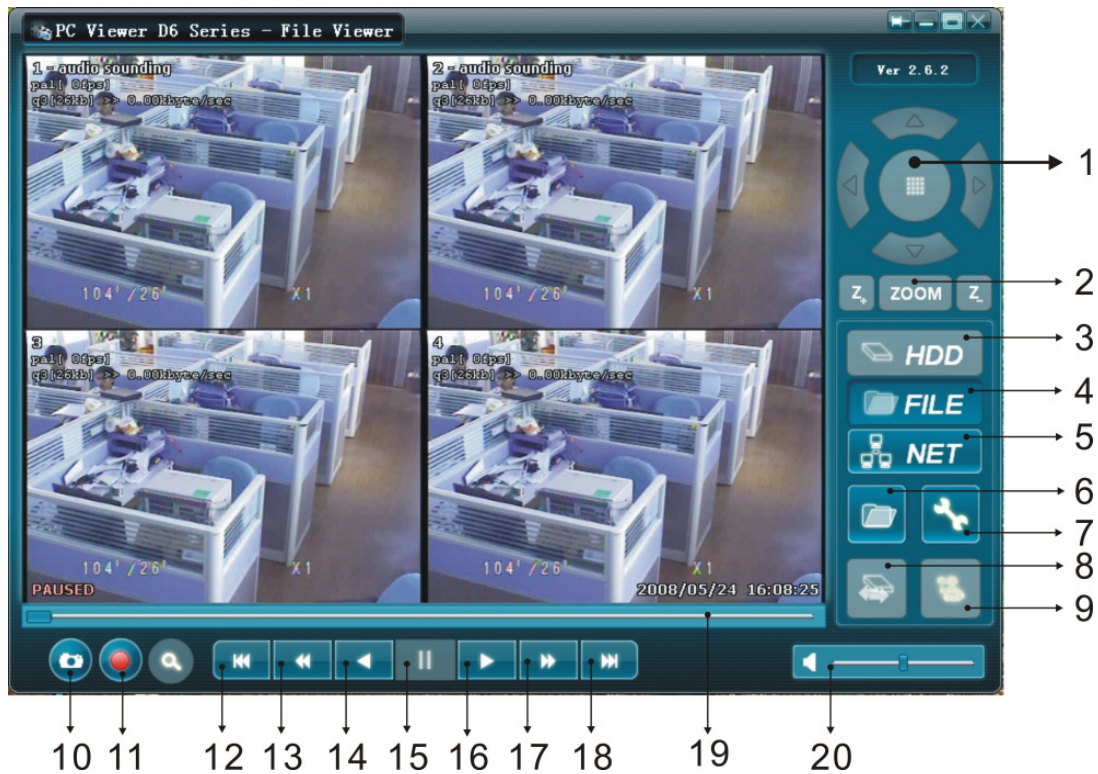 PC Viewer D6 Series - File Viewer
Ver 2.6.2
1 - audio sounding
pal[ 0fps]
q3[26kb] >> 0.00kbyte/sec
104°/26° X1
2 - audio sounding
pal[ 0fps]
q3[26kb] >> 0.00kbyte/sec
104°/26° X1
3
pal[ 0fps]
q3[26kb] >> 0.00kbyte/sec
104°/26° X1
PAUSED
4
pal[ 0fps]
q3[26kb] >> 0.00kbyte/sec
104°/26° X1
2008/05/24 16:08:25
1
Z+ ZOOM Z-
2
HDD
3
FILE
4
NET
5
6
7
8
9
10 11 12 13 14 15 16 17 18 19 20